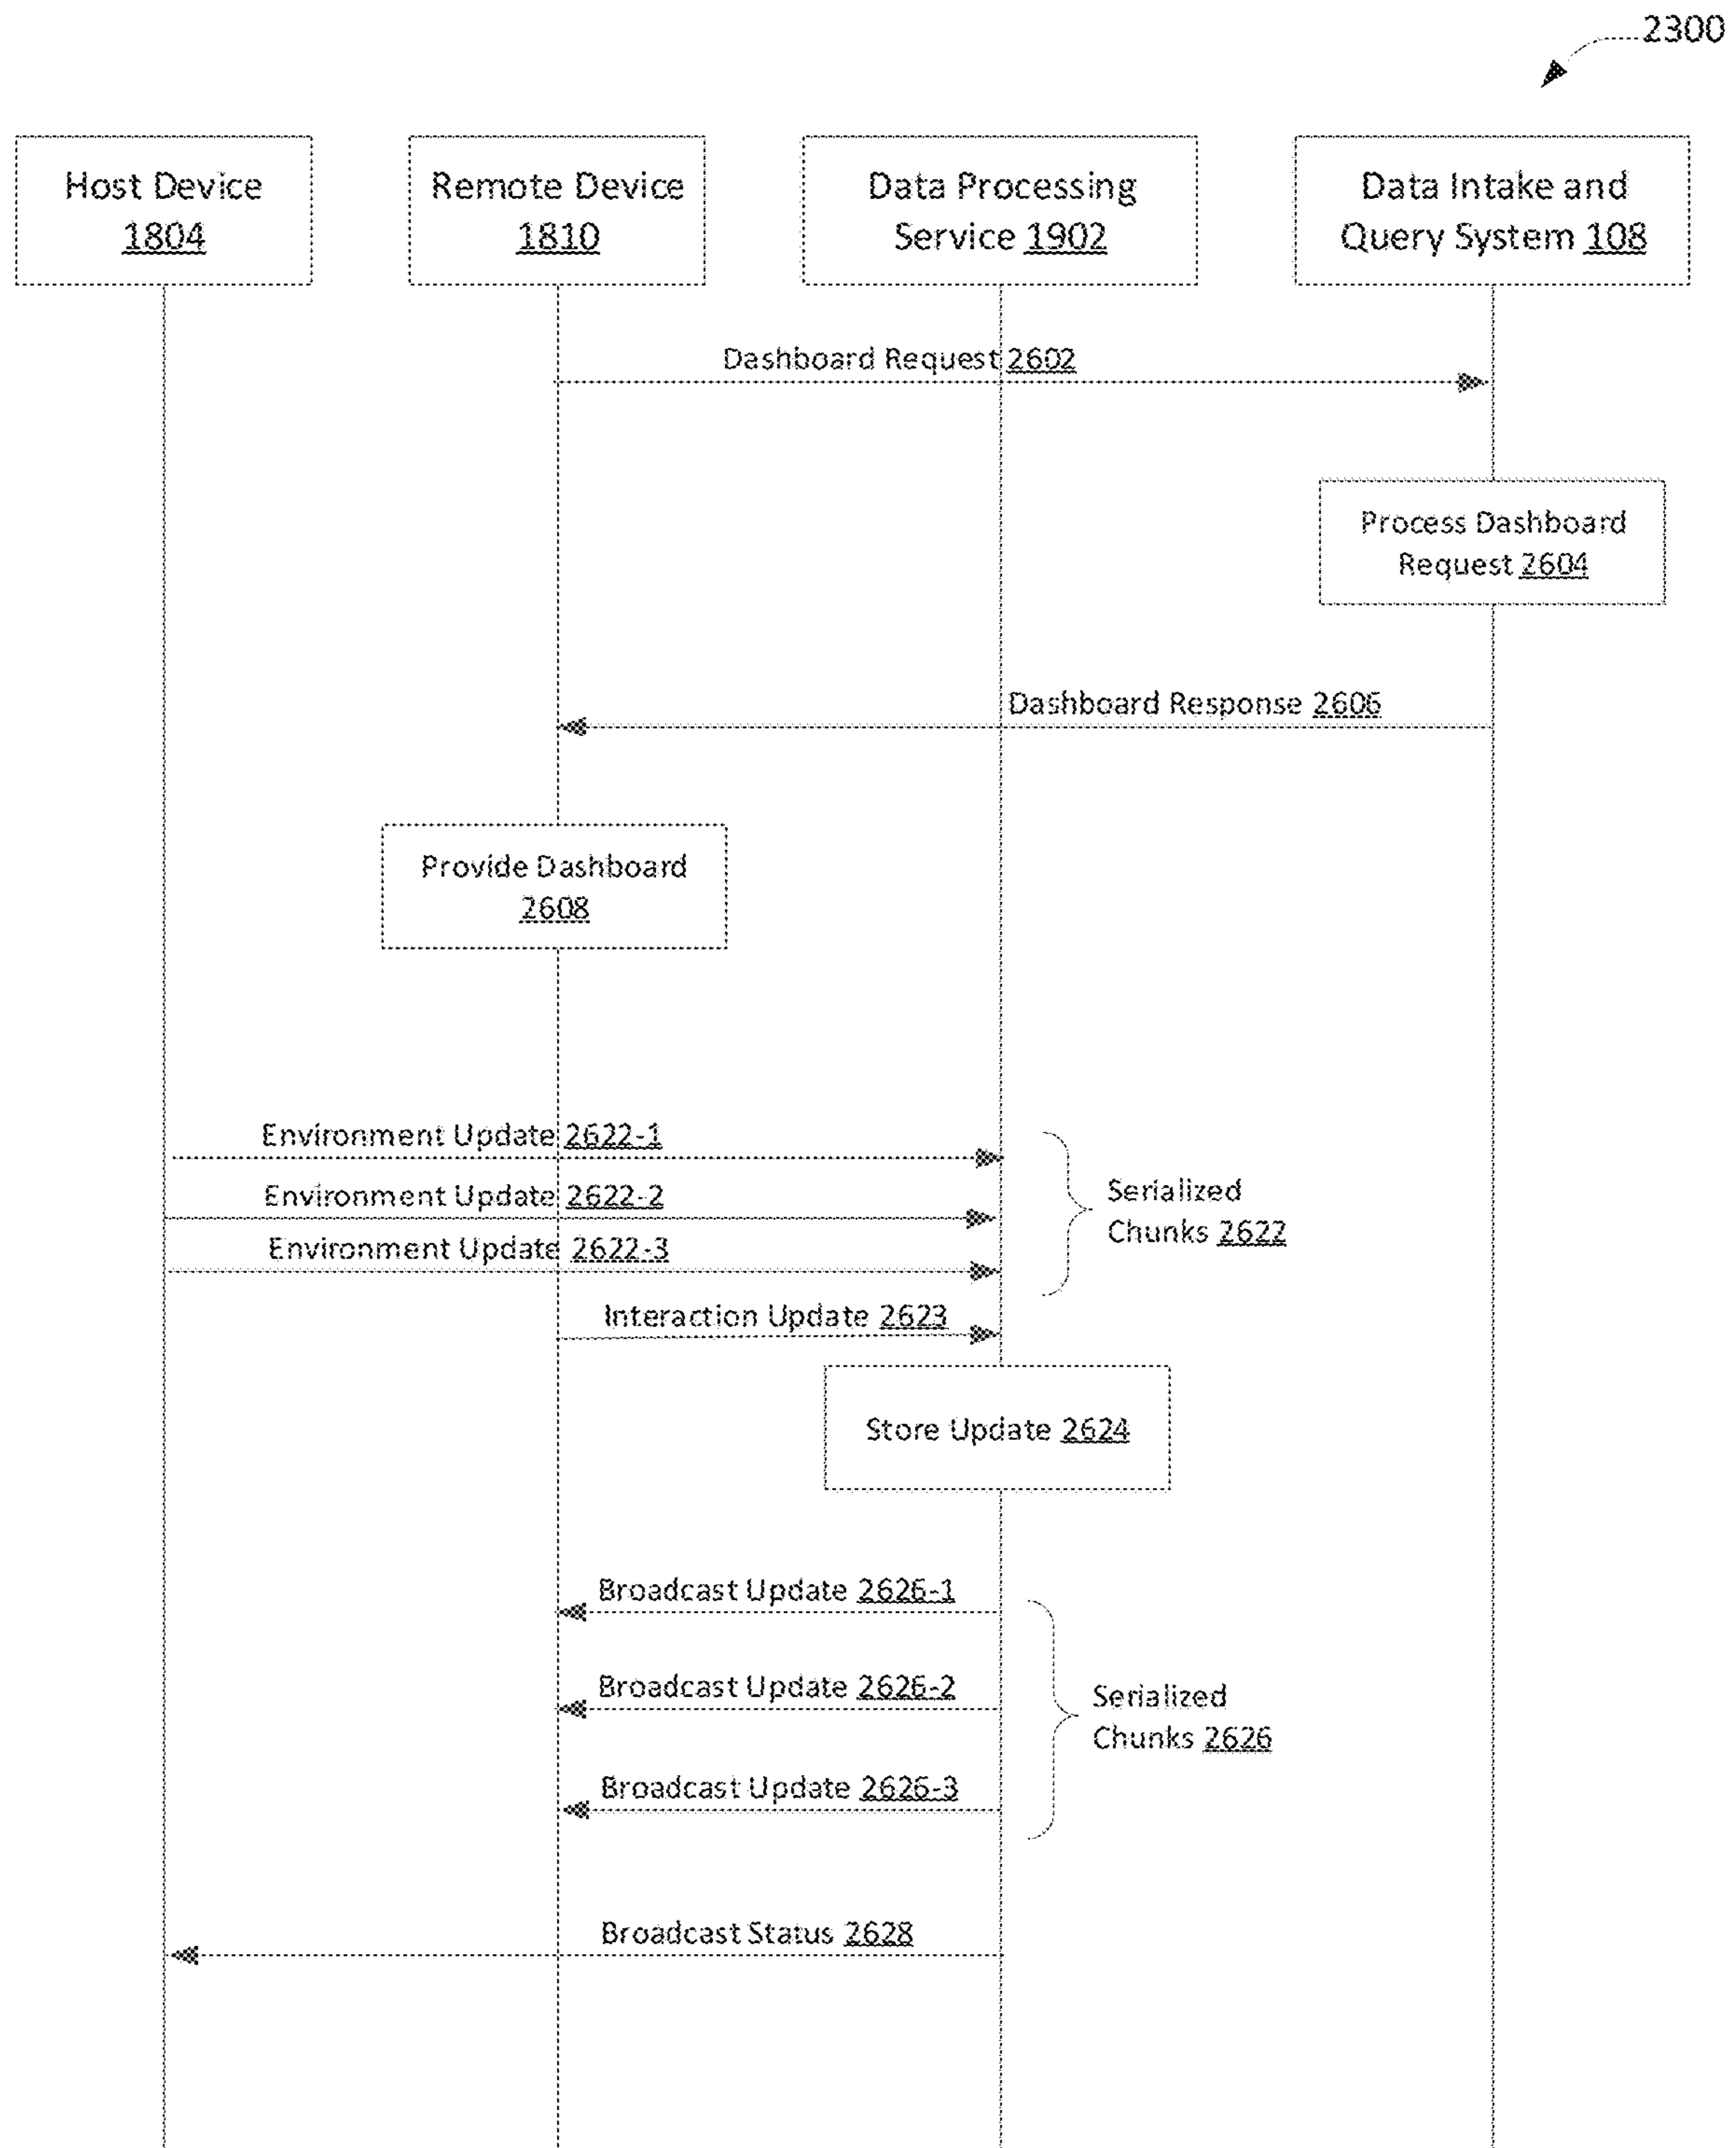 2300
Host Device
1804
Remote Device
1810
Data Processing
Service 1902
Data Intake and
Query System 108
Dashboard Request 2602
Process Dashboard
Request 2604
Dashboard Response 2606
Provide Dashboard
2608
Environment Update 2622-1
Environment Update 2622-2
Environment Update 2622-3
Serialized
Chunks 2622
Interaction Update 2623
Store Update 2624
Broadcast Update 2626-1
Broadcast Update 2626-2
Broadcast Update 2626-3
Serialized
Chunks 2626
Broadcast Status 2628